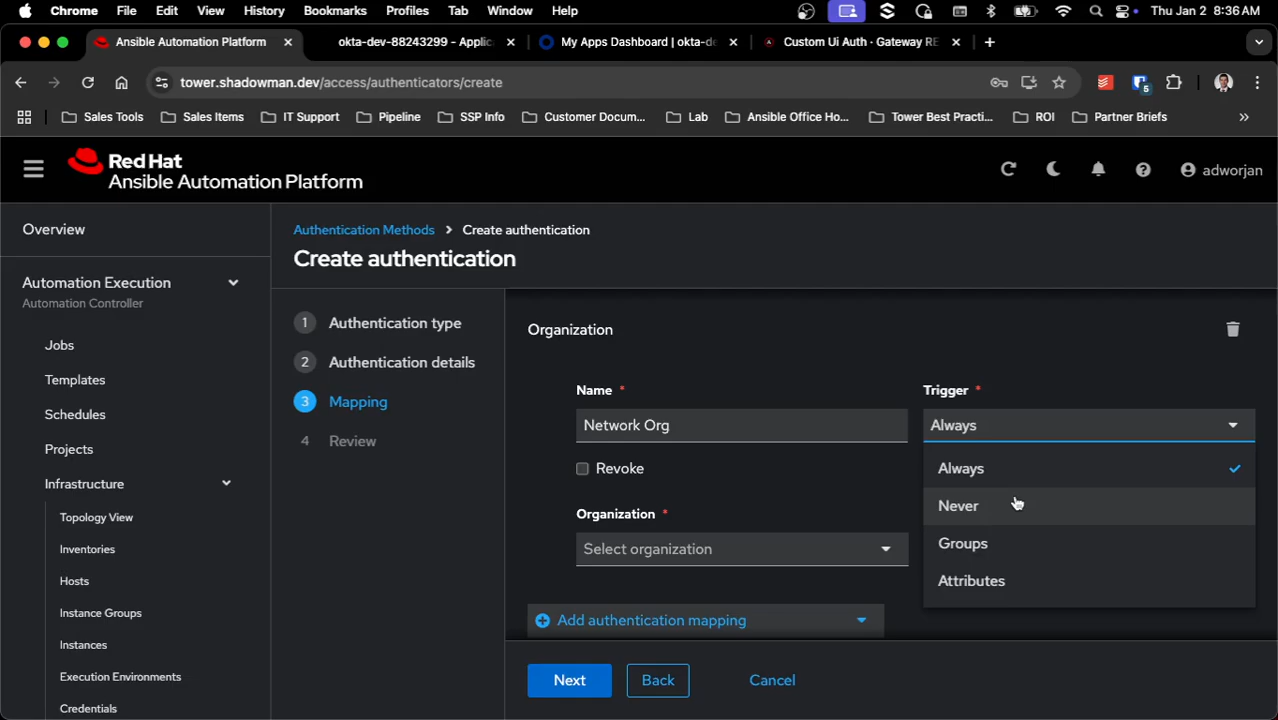 Chrome File Edit View History Bookmarks Profiles Tab Window Help Thu Jan 2 8:36 AM
Ansible Automation Platform okta-dev-88243299 - Applic My Apps Dashboard | okta-de Custom Ui Auth · Gateway RE
tower.shadowman.dev/access/authenticators/create 5
Sales Tools Sales Items IT Support Pipeline SSP Info Customer Docum... Lab Ansible Office Ho... Tower Best Practi... ROI Partner Briefs »
Red Hat
Ansible Automation Platform
adworjan
Overview
Automation Execution
Automation Controller
Jobs
Templates
Schedules
Projects
Infrastructure
Topology View
Inventories
Hosts
Instance Groups
Instances
Execution Environments
Credentials
Authentication Methods > Create authentication
Create authentication
1 Authentication type
2 Authentication details
3 Mapping
4 Review
Organization
Name *
Network Org
Revoke
Organization *
Select organization
Trigger *
Always
Always
Never
Groups
Attributes
Add authentication mapping
Next Back Cancel